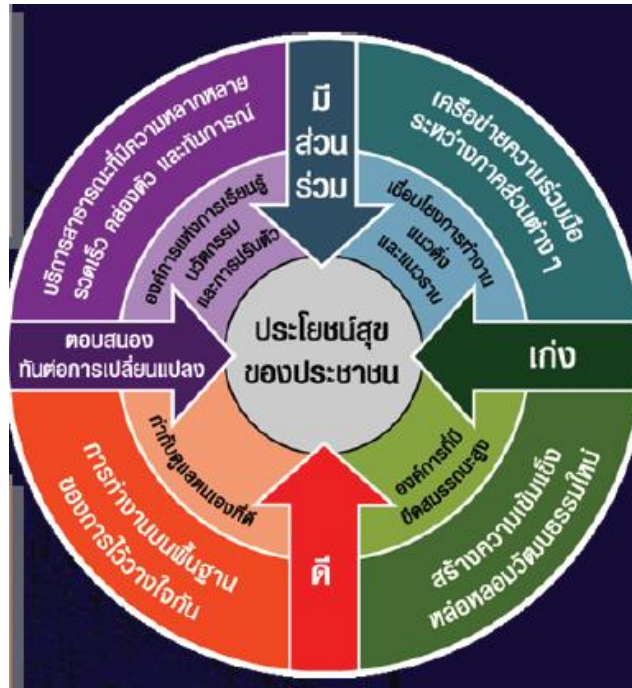 บริการสาธารณะที่มีความหลากหลาย
รวดเร็ว คล่องตัว และทันการณ์
มี
ส่วน
ร่วม
เครือข่ายความร่วมมือ
ระหว่างภาคส่วนต่างๆ
องค์การแห่งการเรียนรู้
นวัตกรรม
และการปรับตัว
เชื่อมโยงการทำงาน
แนวดิ่ง
และแนวราบ
ตอบสนอง
ทันต่อการเปลี่ยนแปลง
ประโยชน์สุข
ของประชาชน
เก่ง
กำกับดูแลตนเองที่ดี
องค์การที่มี
ขีดสมรรถนะสูง
การทำงานบนพื้นฐาน
ของการไว้วางใจกัน
ดี
สร้างความเข้มแข็ง
หล่อหลอมวัฒนธรรมใหม่